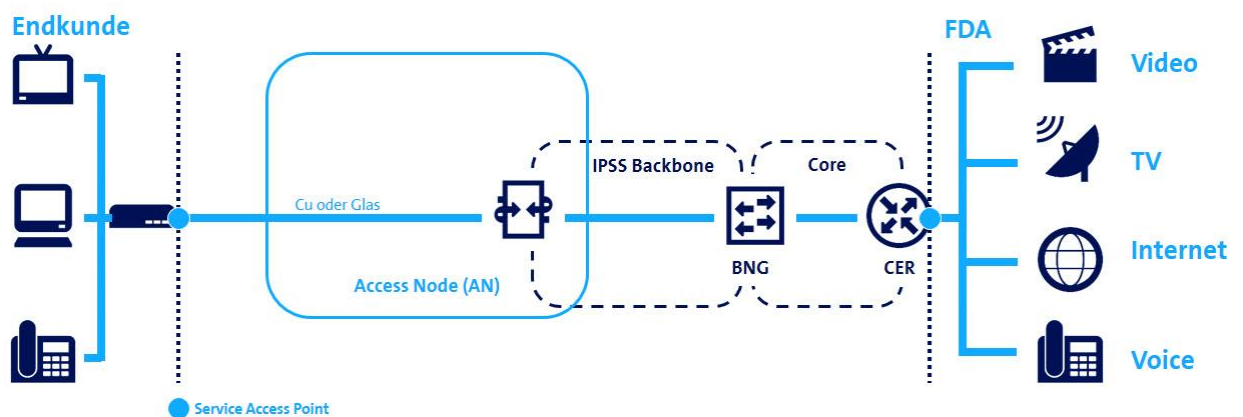 Endkunde
FDA
Video
IPSS Backbone
Core
TV
Cu oder Glas
Internet
BNG
CER
Access Node (AN)
Voice
Service Access Point